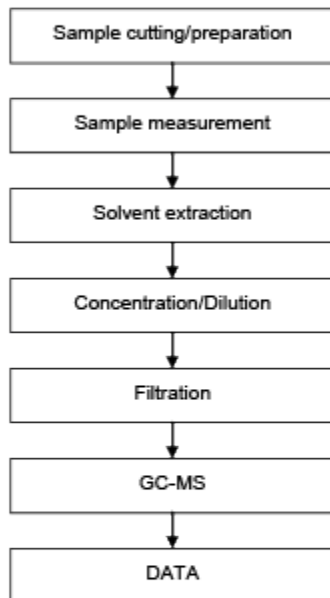 Sample cutting/preparation
Sample measurement
Solvent extraction
Concentration/Dilution
Filtration
GC-MS
DATA